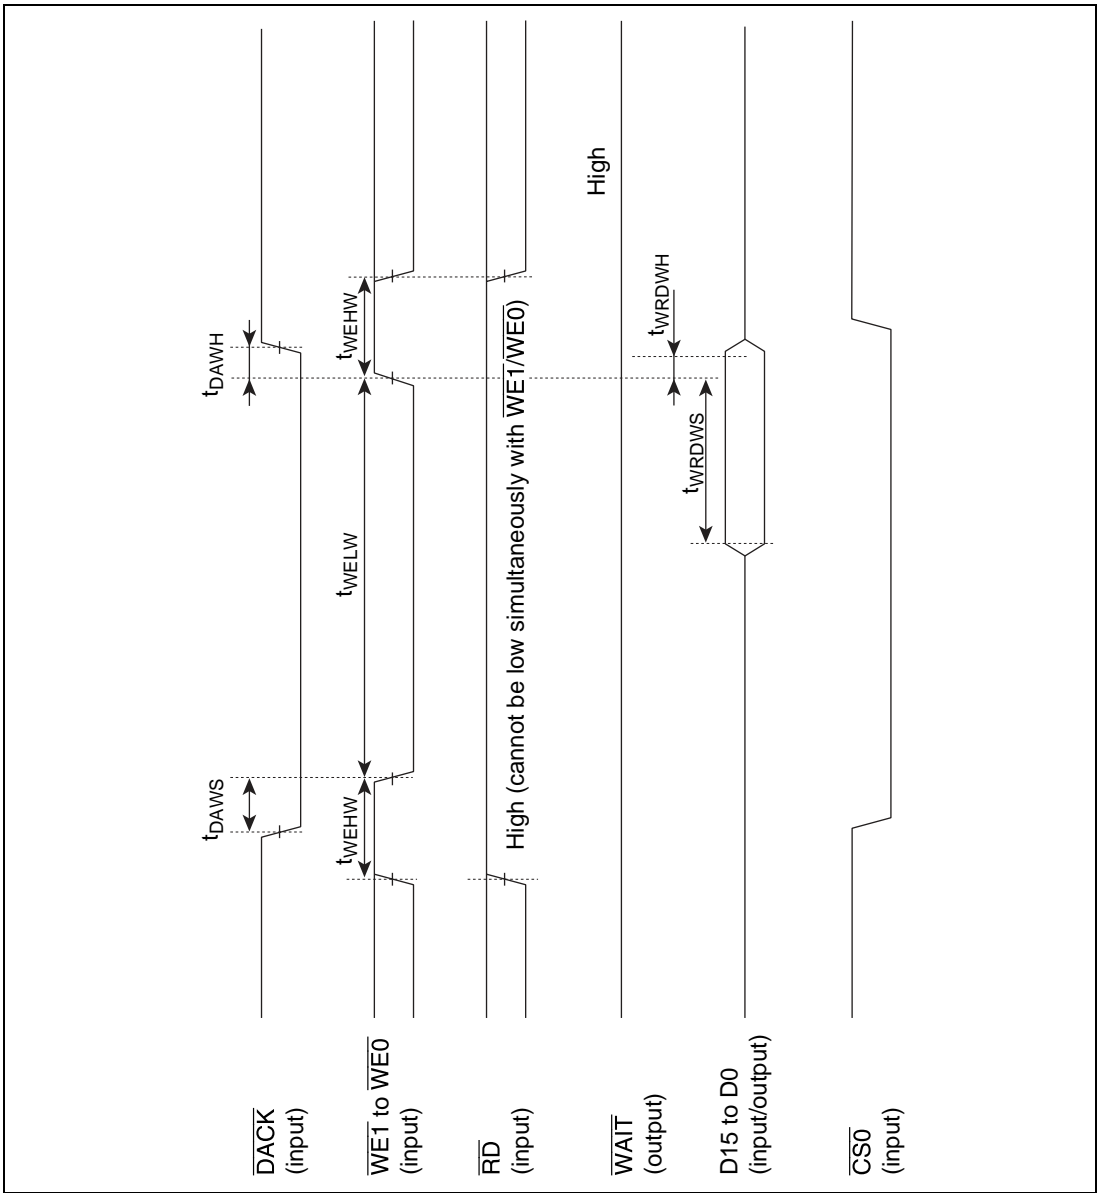 DACK
(input)
tDAWS
tDAWH
WE1 to WE0
(input)
tWEHW
tWELW
tWEHW
RD
(input)
High (cannot be low simultaneously with WE1/WE0)
WAIT
(output)
High
D15 to D0
(input/output)
tWRDWS
tWRDWH
CS0
(input)